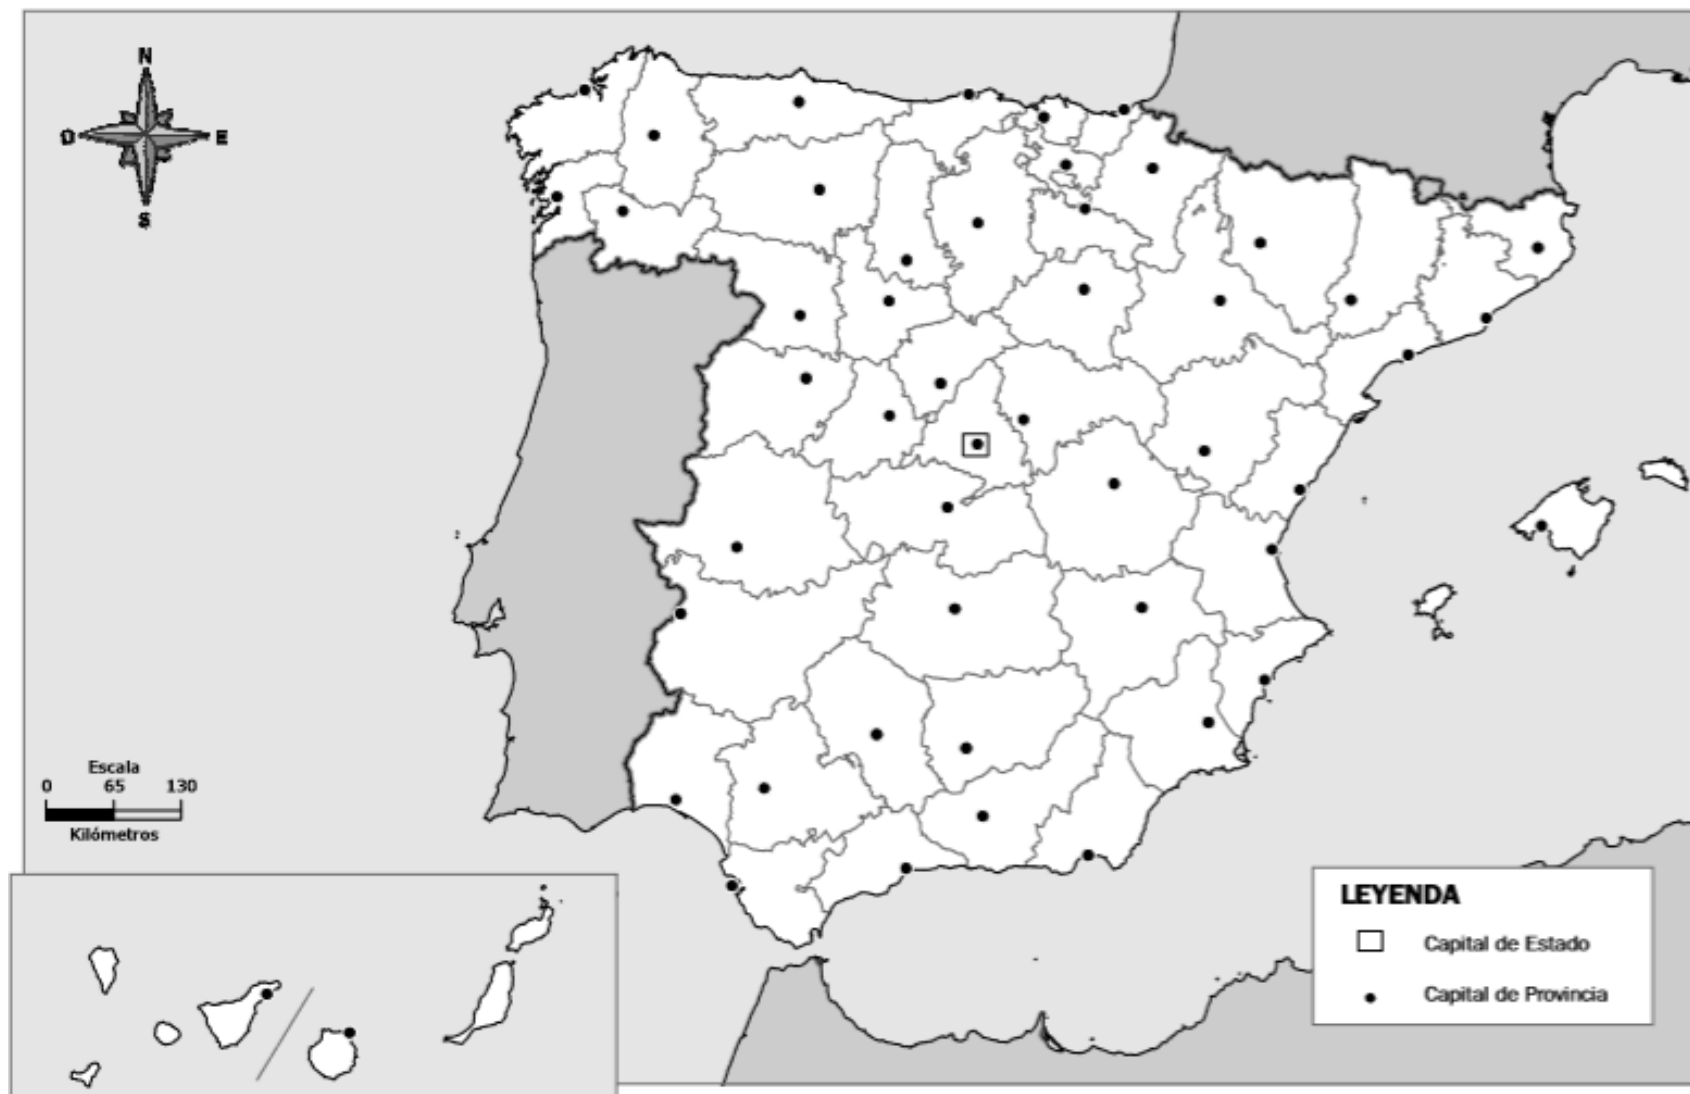 N
O E
S
Escala
0 65 130
Kilómetros
LEYENDA
Capital de Estado
Capital de Provincia